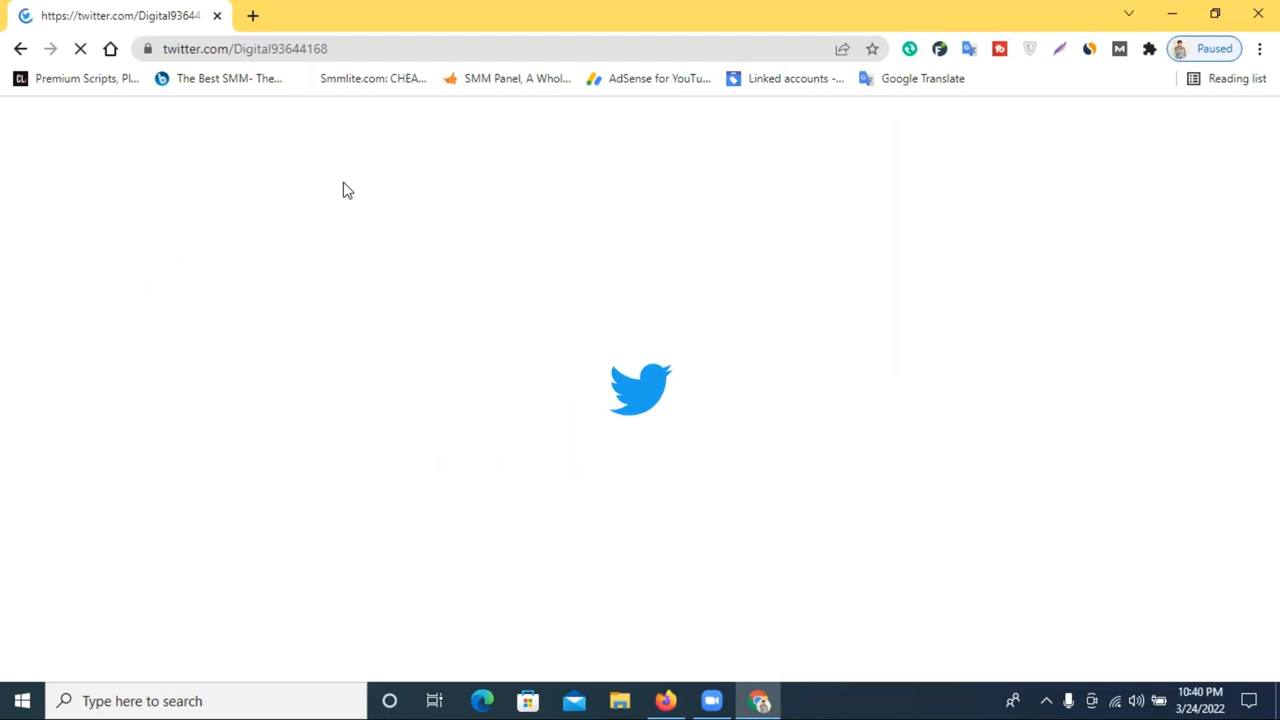 https://twitter.com/Digital93644
twitter.com/Digital93644168
Paused
Premium Scripts, Pl...
The Best SMM- The...
Smmlite.com: CHEA...
SMM Panel, A Whol...
AdSense for YouTu...
Linked accounts -...
Google Translate
Reading list
Type here to search
10:40 PM
3/24/2022